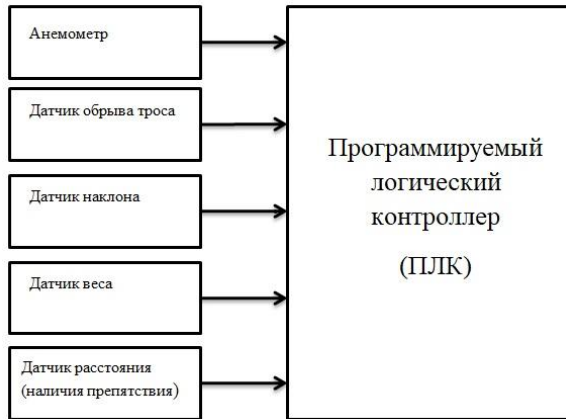 Анемометр
Датчик обрыва троса
Датчик наклона
Датчик веса
Датчик расстояния
(наличия препятствия)
Программируемый
логический
контроллер
(ПЛК)